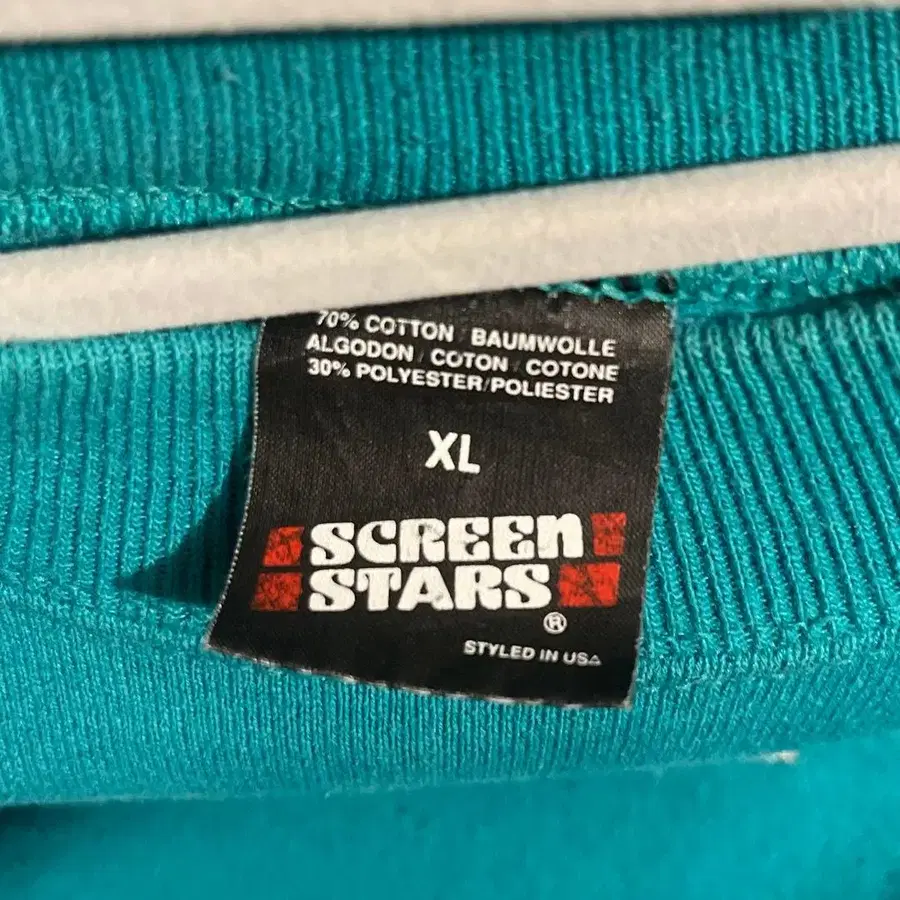 70% COTTON BAUMWOLLE
ALGODON / COTON / COTONE
30% POLYESTER/POLIESTER
XL
SCREEN
STARS
®
STYLED IN USA